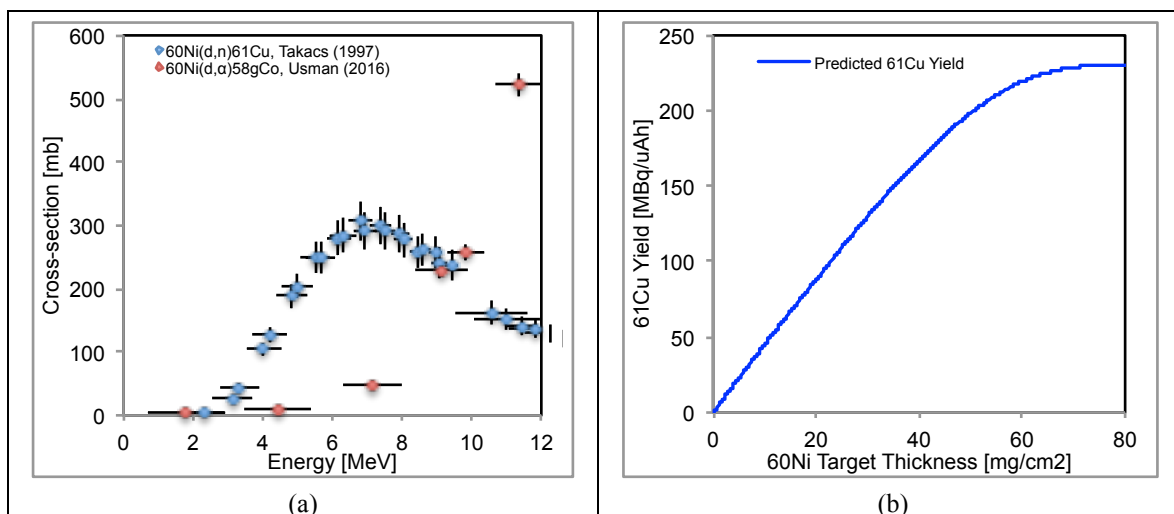 600
500
400
300
200
100
0
Cross-section [mb]
60Ni(d,n)61Cu, Takacs (1997)
60Ni(d,α)58gCo, Usman (2016)
0 2 4 6 8 10 12
Energy [MeV]
(a)
250
200
150
100
50
0
61Cu Yield [MBq/uAh]
Predicted 61Cu Yield
0 20 40 60 80
60Ni Target Thickness [mg/cm2]
(b)